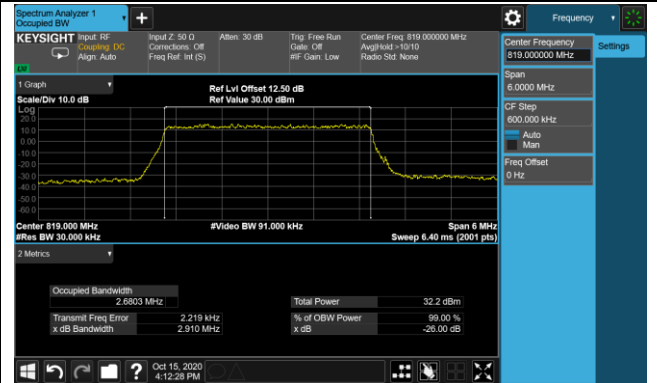 Spectrum Analyzer 1
Occupied BW
Frequency
KEYSIGHT
Input: RF
Coupling: DC
Align: Auto
Input Z: 50 Ω
Corrections: Off
Freq Ref: Int (S)
Atten: 30 dB
Trig: Free Run
Gate: Off
#IF Gain: Low
Center Freq: 819.000000 MHz
Avg|Hold:>10/10
Radio Std: None
LXI
Center Frequency
819.000000 MHz
Settings
Span
6.0000 MHz
CF Step
600.000 kHz
Auto
Man
Freq Offset
0 Hz
1 Graph
Scale/Div 10.0 dB
Ref Lvl Offset 12.50 dB
Ref Value 30.00 dBm
Log
20.0
10.0
0.00
-10.0
-20.0
-30.0
-40.0
-50.0
-60.0
Center 819.000 MHz
#Video BW 91.000 kHz
Span 6 MHz
#Res BW 30.000 kHz
Sweep 6.40 ms (2001 pts)
2 Metrics
Occupied Bandwidth
2.6803 MHz
Total Power 32.2 dBm
Transmit Freq Error 2.219 kHz
% of OBW Power 99.00 %
x dB Bandwidth 2.910 MHz
x dB -26.00 dB
?
Oct 15, 2020
4:12:28 PM